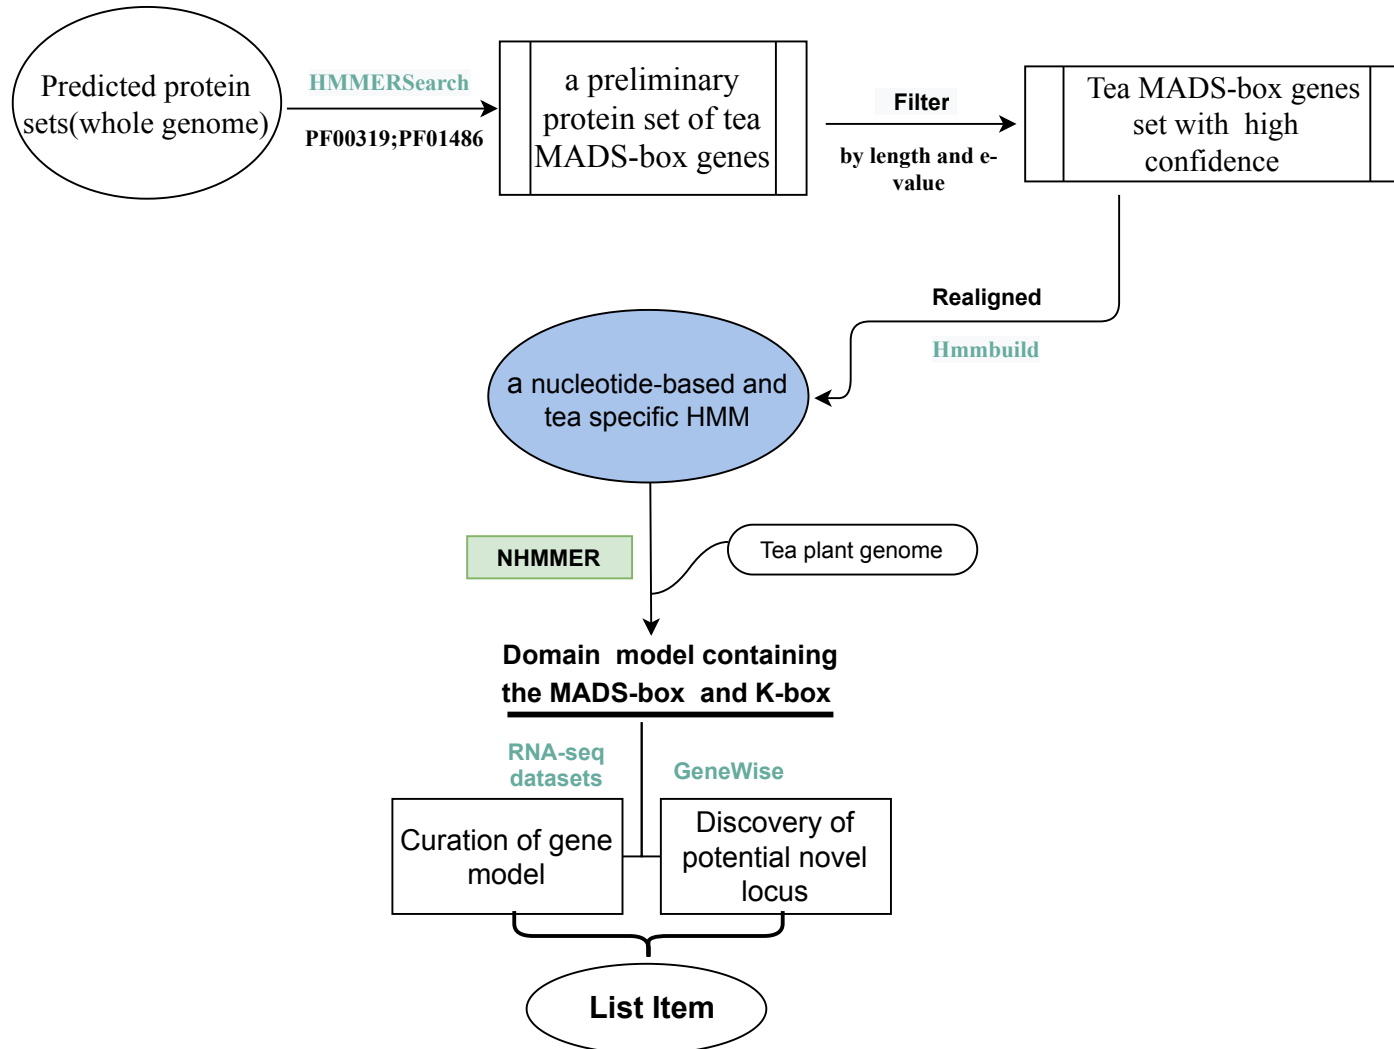 Predicted protein
sets(whole genome)
HMMERSearch
PF00319;PF01486
a preliminary
protein set of tea
MADS-box genes
Filter
by length and e-
value
Tea MADS-box genes
set with high
confidence
Realigned
Hmmbuild
a nucleotide-based and
tea specific HMM
NHMMER
Tea plant genome
Domain model containing
the MADS-box and K-box
RNA-seq
datasets
GeneWise
Curation of gene
model
Discovery of
potential novel
locus
List Item